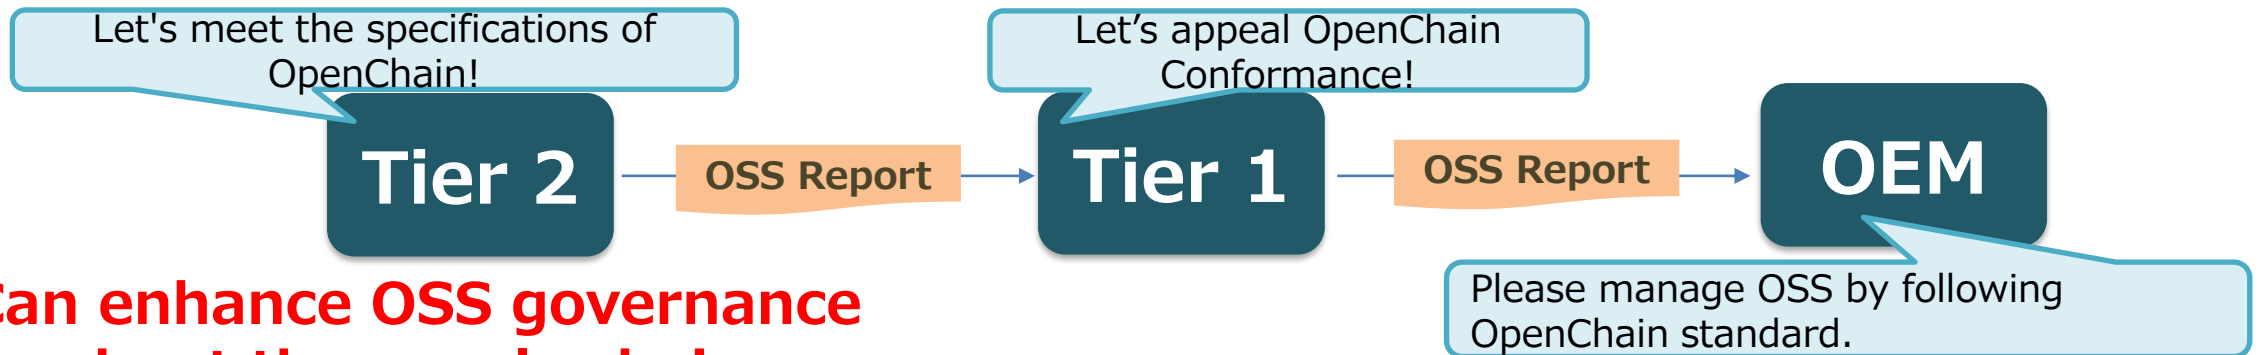 Let's meet the specifications of
OpenChain!
Let’s appeal OpenChain
Conformance!
Tier 2
OSS Report
Tier 1
OSS Report
OEM
Please manage OSS by following
OpenChain standard.
an enhance OSS governance